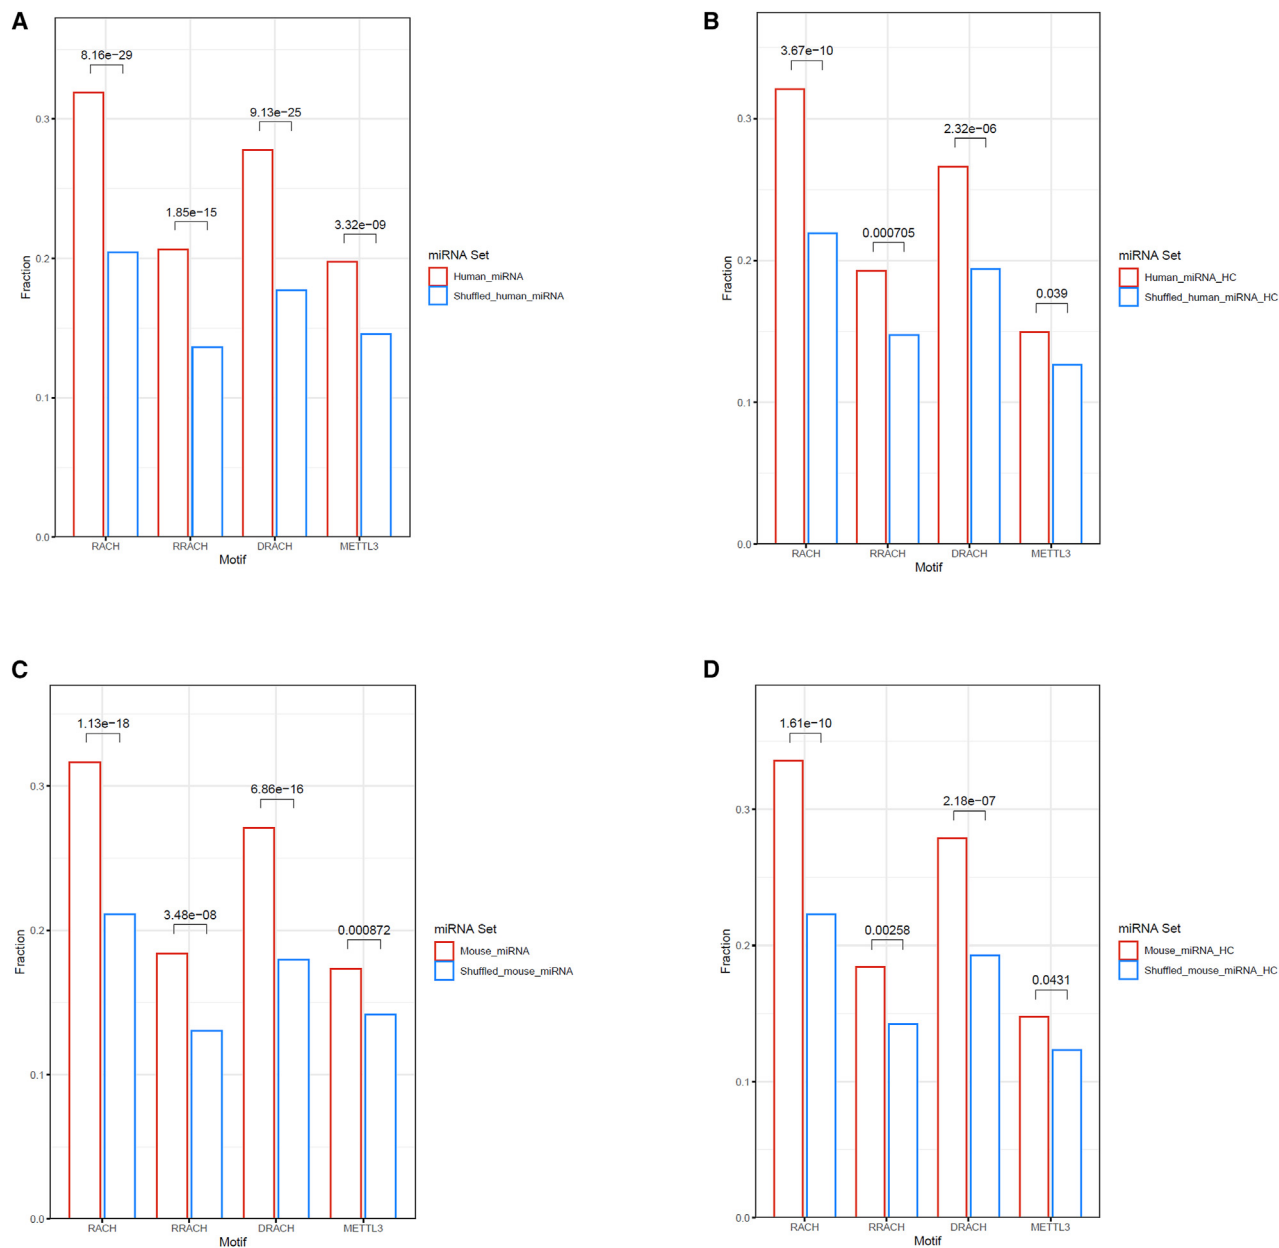 A
8.16e−29
9.13e−25
1.85e−15
3.32e−09
0.3
0.2
0.1
0.0
Fraction
RACH RRACH DRACH METTL3
Motif
miRNA Set
Human_miRNA
Shuffled_human_miRNA
B
3.67e−10
2.32e−06
0.000705
0.039
0.3
0.2
0.1
0.0
Fraction
RACH RRACH DRACH METTL3
Motif
miRNA Set
Human_miRNA_HC
Shuffled_human_miRNA_HC
C
1.13e−18
6.86e−16
3.48e−08
0.000872
0.3
0.2
0.1
0.0
Fraction
RACH RRACH DRACH METTL3
Motif
miRNA Set
Mouse_miRNA
Shuffled_mouse_miRNA
D
1.61e−10
2.18e−07
0.00258
0.0431
0.3
0.2
0.1
0.0
Fraction
RACH RRACH DRACH METTL3
Motif
miRNA Set
Mouse_miRNA_HC
Shuffled_mouse_miRNA_HC